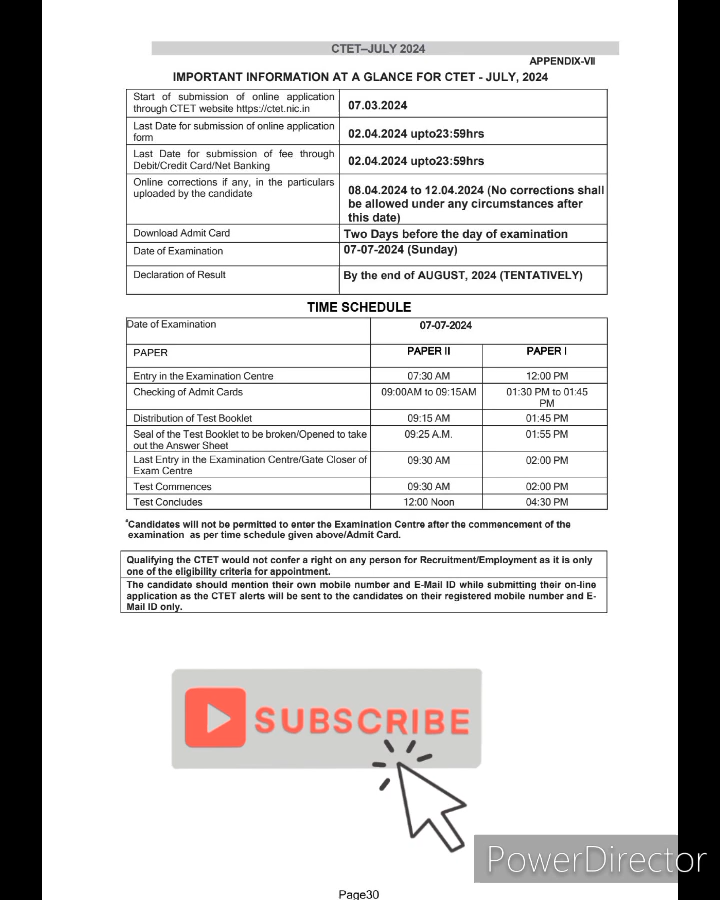 CTET–JULY 2024
APPENDIX-VII
IMPORTANT INFORMATION AT A GLANCE FOR CTET - JULY, 2024
Start of submission of online application
through CTET website https://ctet.nic.in
07.03.2024
Last Date for submission of online application
form
02.04.2024 upto23:59hrs
Last Date for submission of fee through
Debit/Credit Card/Net Banking
02.04.2024 upto23:59hrs
Online corrections if any, in the particulars
uploaded by the candidate
08.04.2024 to 12.04.2024 (No corrections shall
be allowed under any circumstances after
this date)
Download Admit Card
Two Days before the day of examination
Date of Examination
07-07-2024 (Sunday)
Declaration of Result
By the end of AUGUST, 2024 (TENTATIVELY)
TIME SCHEDULE
Date of Examination 07-07-2024
PAPER PAPER II PAPER I
Entry in the Examination Centre 07:30 AM 12:00 PM
Checking of Admit Cards 09:00AM to 09:15AM 01:30 PM to 01:45
PM
Distribution of Test Booklet 09:15 AM 01:45 PM
Seal of the Test Booklet to be broken/Opened to take
out the Answer Sheet
09:25 A.M. 01:55 PM
Last Entry in the Examination Centre/Gate Closer of
Exam Centre
09:30 AM 02:00 PM
Test Commences 09:30 AM 02:00 PM
Test Concludes 12:00 Noon 04:30 PM
*Candidates will not be permitted to enter the Examination Centre after the commencement of the
examination as per time schedule given above/Admit Card.
Qualifying the CTET would not confer a right on any person for Recruitment/Employment as it is only
one of the eligibility criteria for appointment.
The candidate should mention their own mobile number and E-Mail ID while submitting their on-line
application as the CTET alerts will be sent to the candidates on their registered mobile number and E-
Mail ID only.
SUBSCRIBE
PowerDirector
Page30